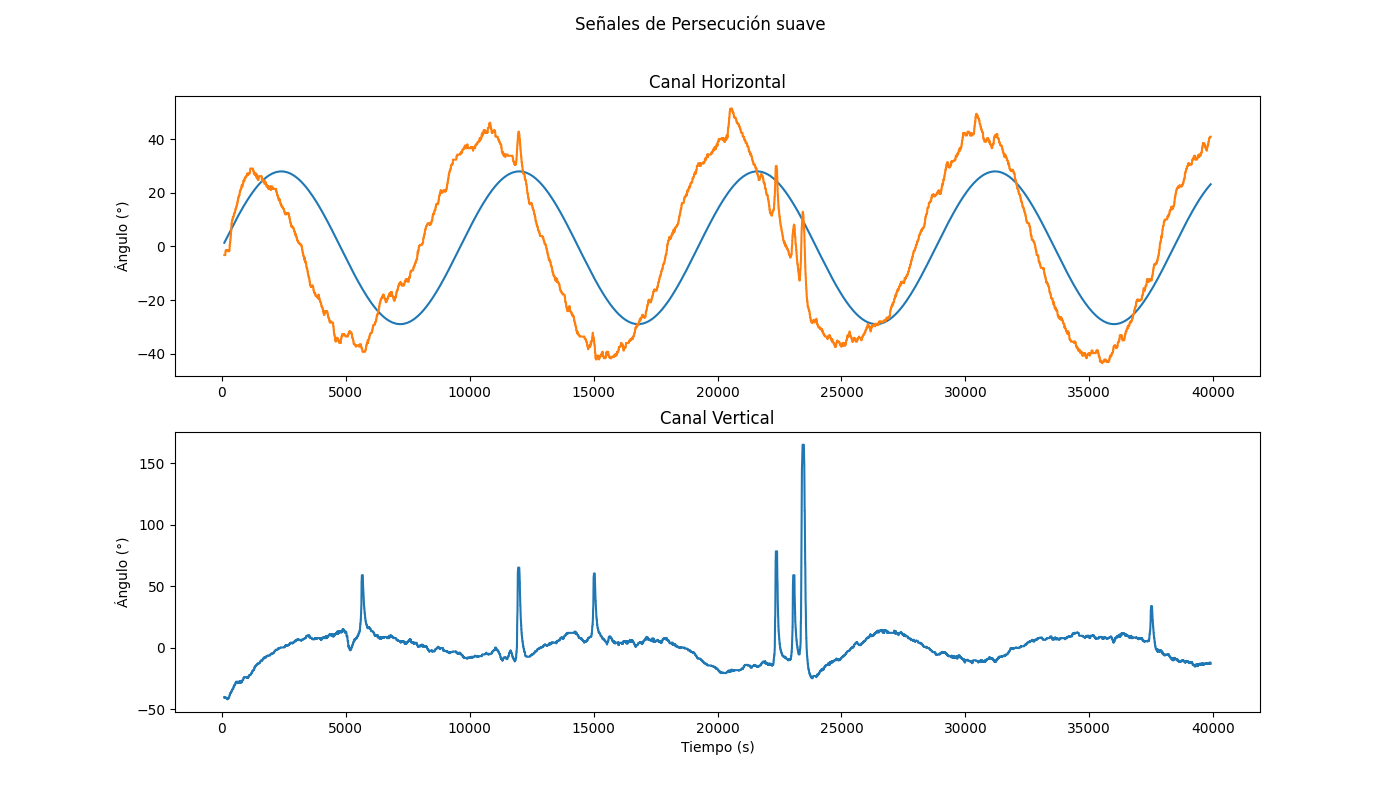 Señales de Persecución suave
Canal Horizontal
Ángulo (°)
40
20
0
−20
−40
0 5000 10000 15000 20000 25000 30000 35000 40000
Canal Vertical
Ángulo (°)
150
100
50
0
−50
0 5000 10000 15000 20000 25000 30000 35000 40000
Tiempo (s)